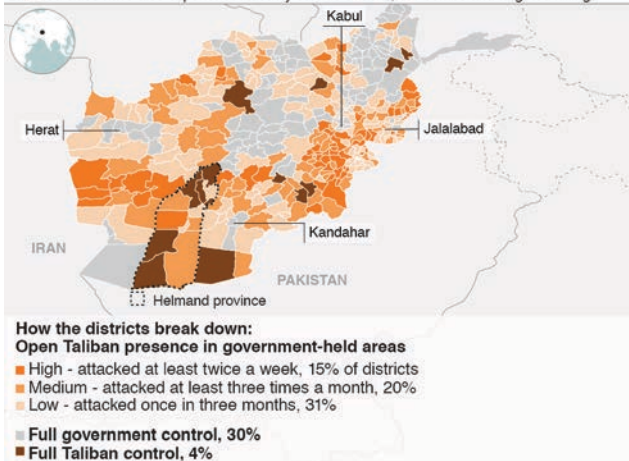 Kabul
Herat
Jalalabad
Kandahar
IRAN
PAKISTAN
Helmand province
How the districts break down:
Open Taliban presence in government-held areas
High - attacked at least twice a week, 15% of districts
Medium - attacked at least three times a month, 20%
Low - attacked once in three months, 31%
Full government control, 30%
Full Taliban control, 4%